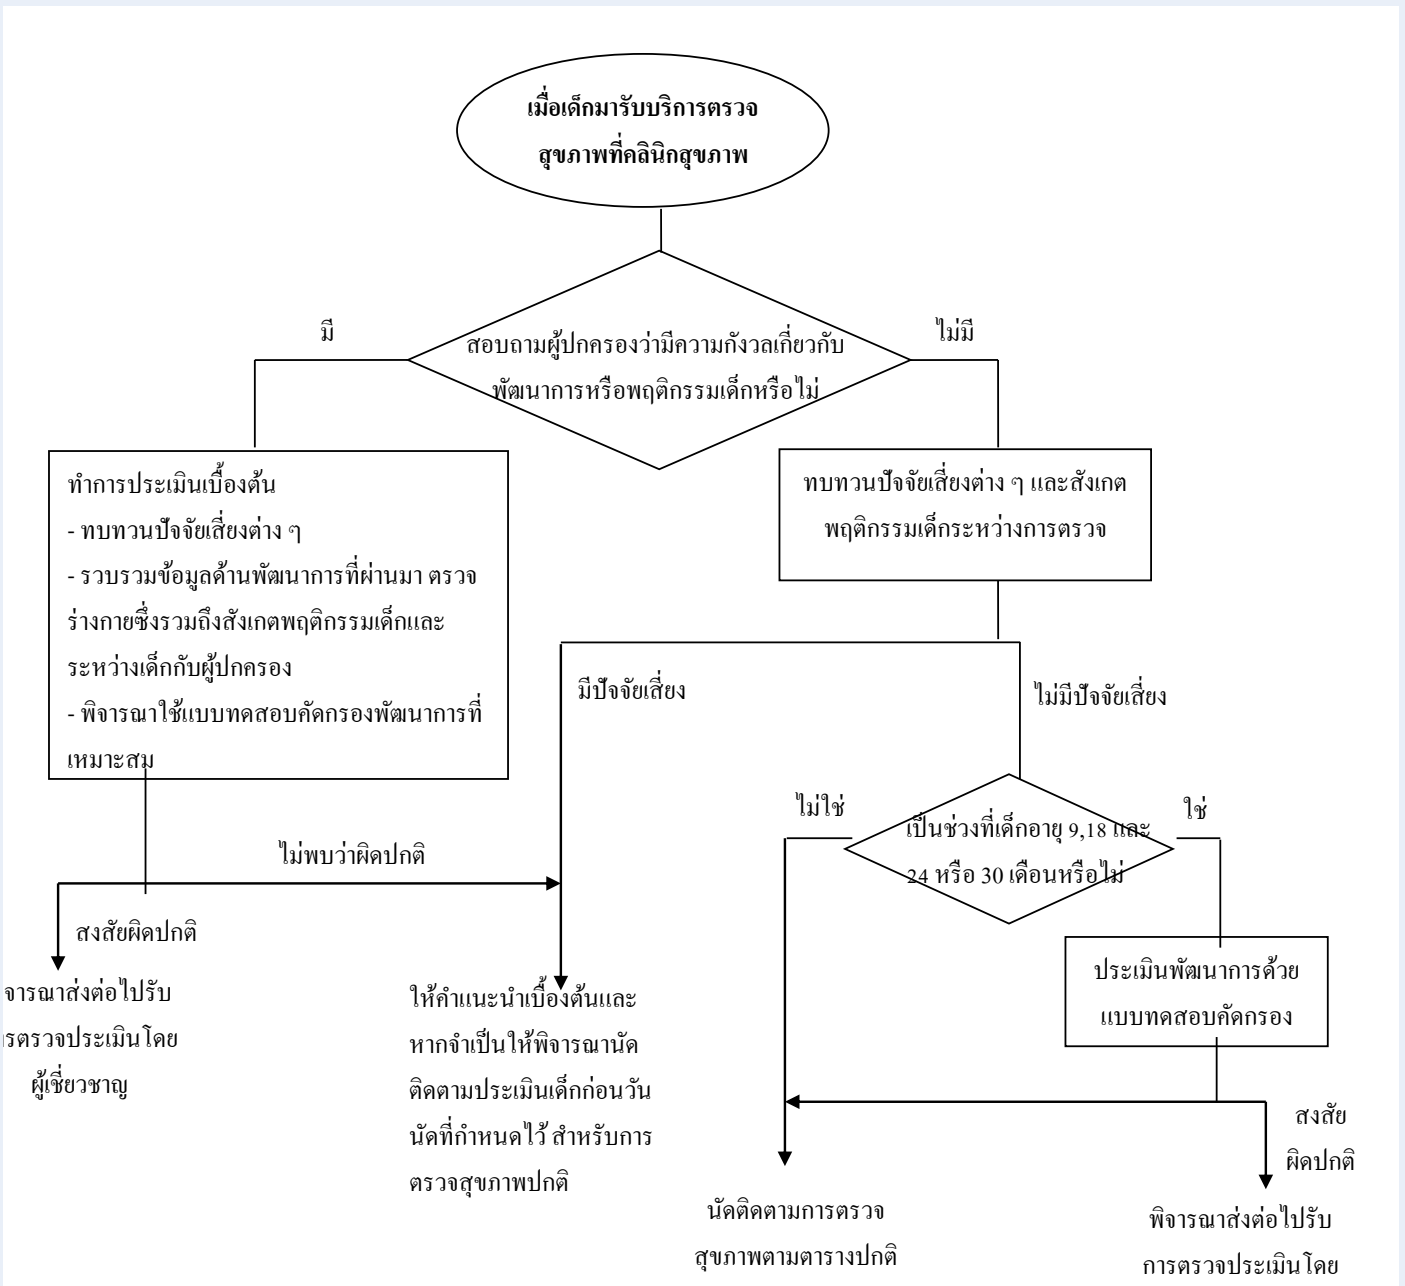 เมื่อเด็กมารับบริการตรวจ
สุขภาพที่คลินิกสุขภาพ
มี
ไม่มี
สอบถามผู้ปกครองว่ามีความกังวลเกี่ยวกับ
พัฒนาการหรือพฤติกรรมเด็กหรือไม่
ทำการประเมินเบื้องต้น
- ทบทวนปัจจัยเสี่ยงต่าง ๆ
- รวบรวมข้อมูลด้านพัฒนาการที่ผ่านมา ตรวจ
ร่างกายซึ่งรวมถึงสังเกตพฤติกรรมเด็กและ
ระหว่างเด็กกับผู้ปกครอง
- พิจารณาใช้แบบทดสอบคัดกรองพัฒนาการที่
เหมาะสม
ทบทวนปัจจัยเสี่ยงต่าง ๆ และสังเกต
พฤติกรรมเด็กระหว่างการตรวจ
มีปัจจัยเสี่ยง
ไม่มีปัจจัยเสี่ยง
ไม่ใช่
ใช่
เป็นช่วงที่เด็กอายุ 9,18 และ
24 หรือ 30 เดือนหรือไม่
ไม่พบว่าผิดปกติ
สงสัยผิดปกติ
จารณาส่งต่อไปรับ
รตรวจประเมินโดย
ผู้เชี่ยวชาญ
ให้คำแนะนำเบื้องต้นและ
หากจำเป็นให้พิจารณานัด
ติดตามประเมินเด็กก่อนวัน
นัดที่กำหนดไว้ สำหรับการ
ตรวจสุขภาพปกติ
ประเมินพัฒนาการด้วย
แบบทดสอบคัดกรอง
สงสัย
ผิดปกติ
นัดติดตามการตรวจ
สุขภาพตามตารางปกติ
พิจารณาส่งต่อไปรับ
การตรวจประเมินโดย